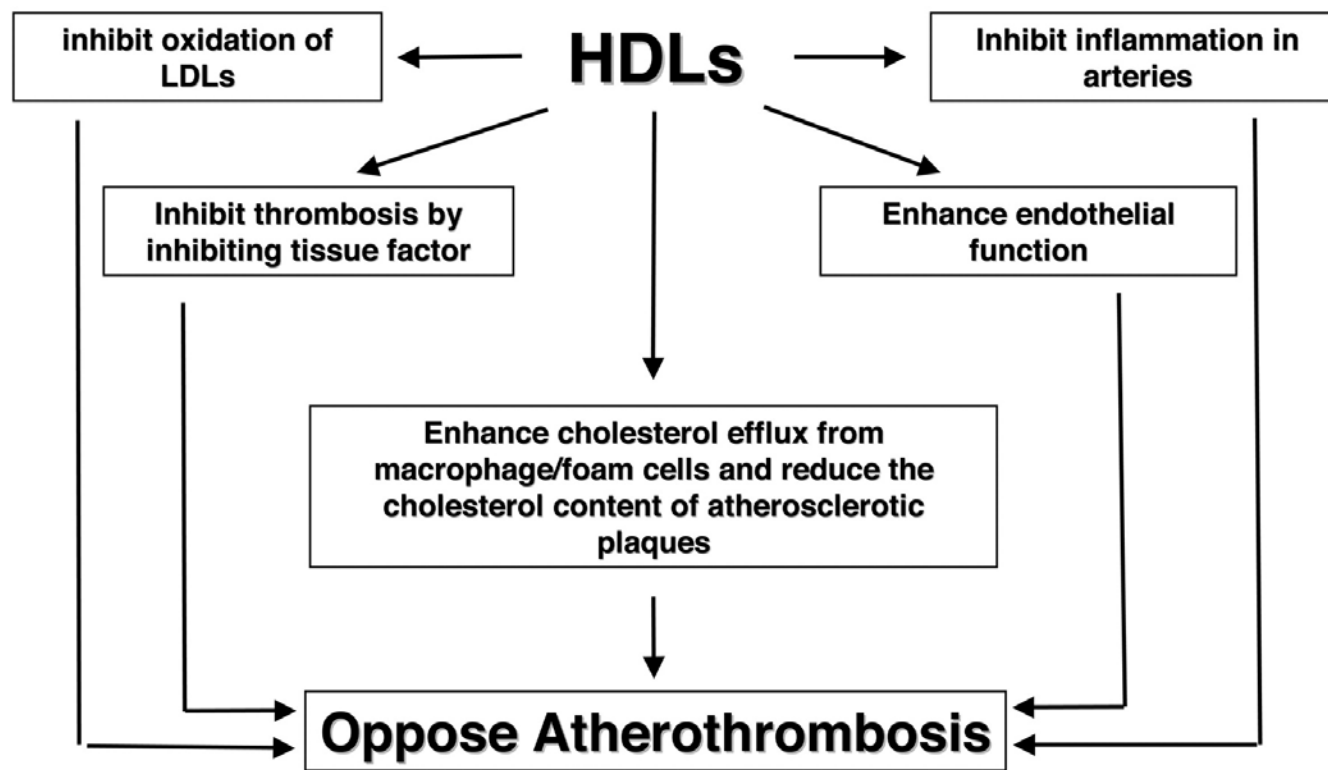 inhibit oxidation of
LDLs
HDLs
Inhibit inflammation in
arteries
Inhibit thrombosis by
inhibiting tissue factor
Enhance endothelial
function
Enhance cholesterol efflux from
macrophage/foam cells and reduce the
cholesterol content of atherosclerotic
plaques
Oppose Atherothrombosis